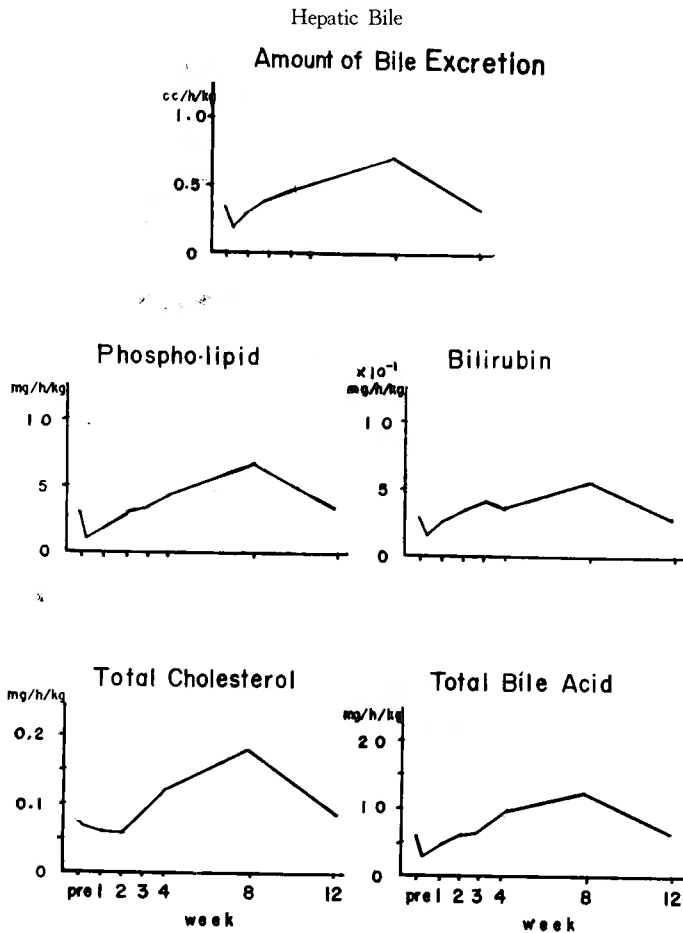 Hepatic Bile
Amount of Bile Excretion
cc/h/kg
1.0
0.5
0
Phospho-lipid
mg/h/kg
10
5
0
Bilirubin
×10⁻¹
mg/h/kg
10
5
0
Total Cholesterol
mg/h/kg
0.2
0.1
0
pre 1 2 3 4 8 12
week
Total Bile Acid
mg/h/kg
20
10
0
pre 1 2 3 4 8 12
week